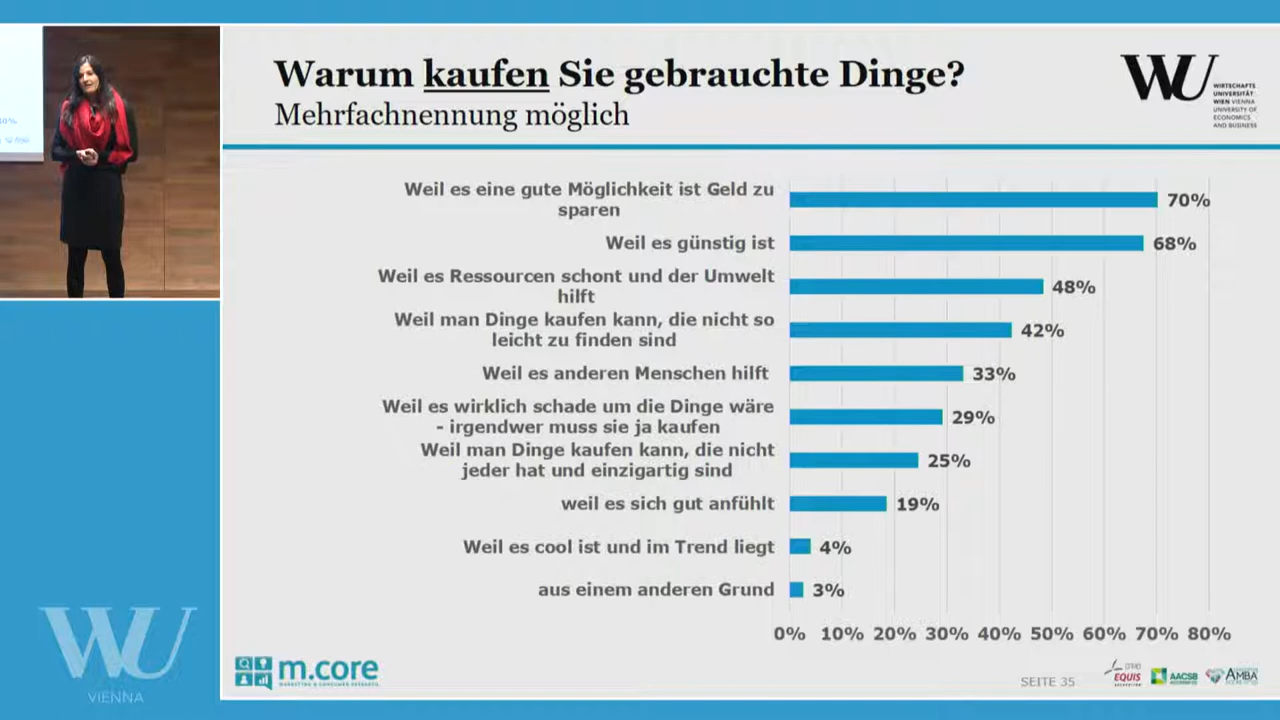 Warum kaufen Sie gebrauchte Dinge?
Mehrfachnennung möglich
WU
WIRTSCHAFTS
UNIVERSITÄT
WIEN VIENNA
UNIVERSITY OF
ECONOMICS
AND BUSINESS
Weil es eine gute Möglichkeit ist Geld zu
sparen
70%
Weil es günstig ist
68%
Weil es Ressourcen schont und der Umwelt
hilft
48%
Weil man Dinge kaufen kann, die nicht so
leicht zu finden sind
42%
Weil es anderen Menschen hilft
33%
Weil es wirklich schade um die Dinge wäre
- irgendwer muss sie ja kaufen
29%
Weil man Dinge kaufen kann, die nicht
jeder hat und einzigartig sind
25%
weil es sich gut anfühlt
19%
Weil es cool ist und im Trend liegt
4%
aus einem anderen Grund
3%
0% 10% 20% 30% 40% 50% 60% 70% 80%
WU
VIENNA
m.core
MARKETING & CONSUMER RESEARCH
SEITE 35
EQUIS
AACSB
AMBA